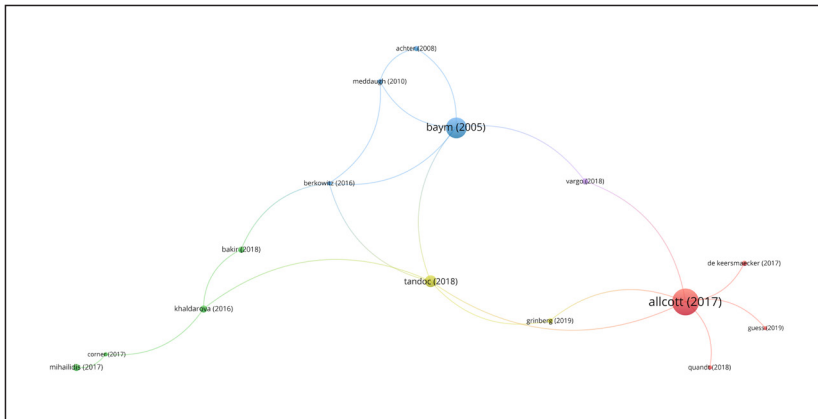 achter (2008)
meddaugh (2010)
baym (2005)
berkowitz (2016)
vargo (2018)
bakir (2018)
de keersmaecker (2017)
tandoc (2018)
allcott (2017)
khaldarova (2016)
grinberg (2019)
guess (2019)
corner (2017)
mihailidis (2017)
quandt (2018)